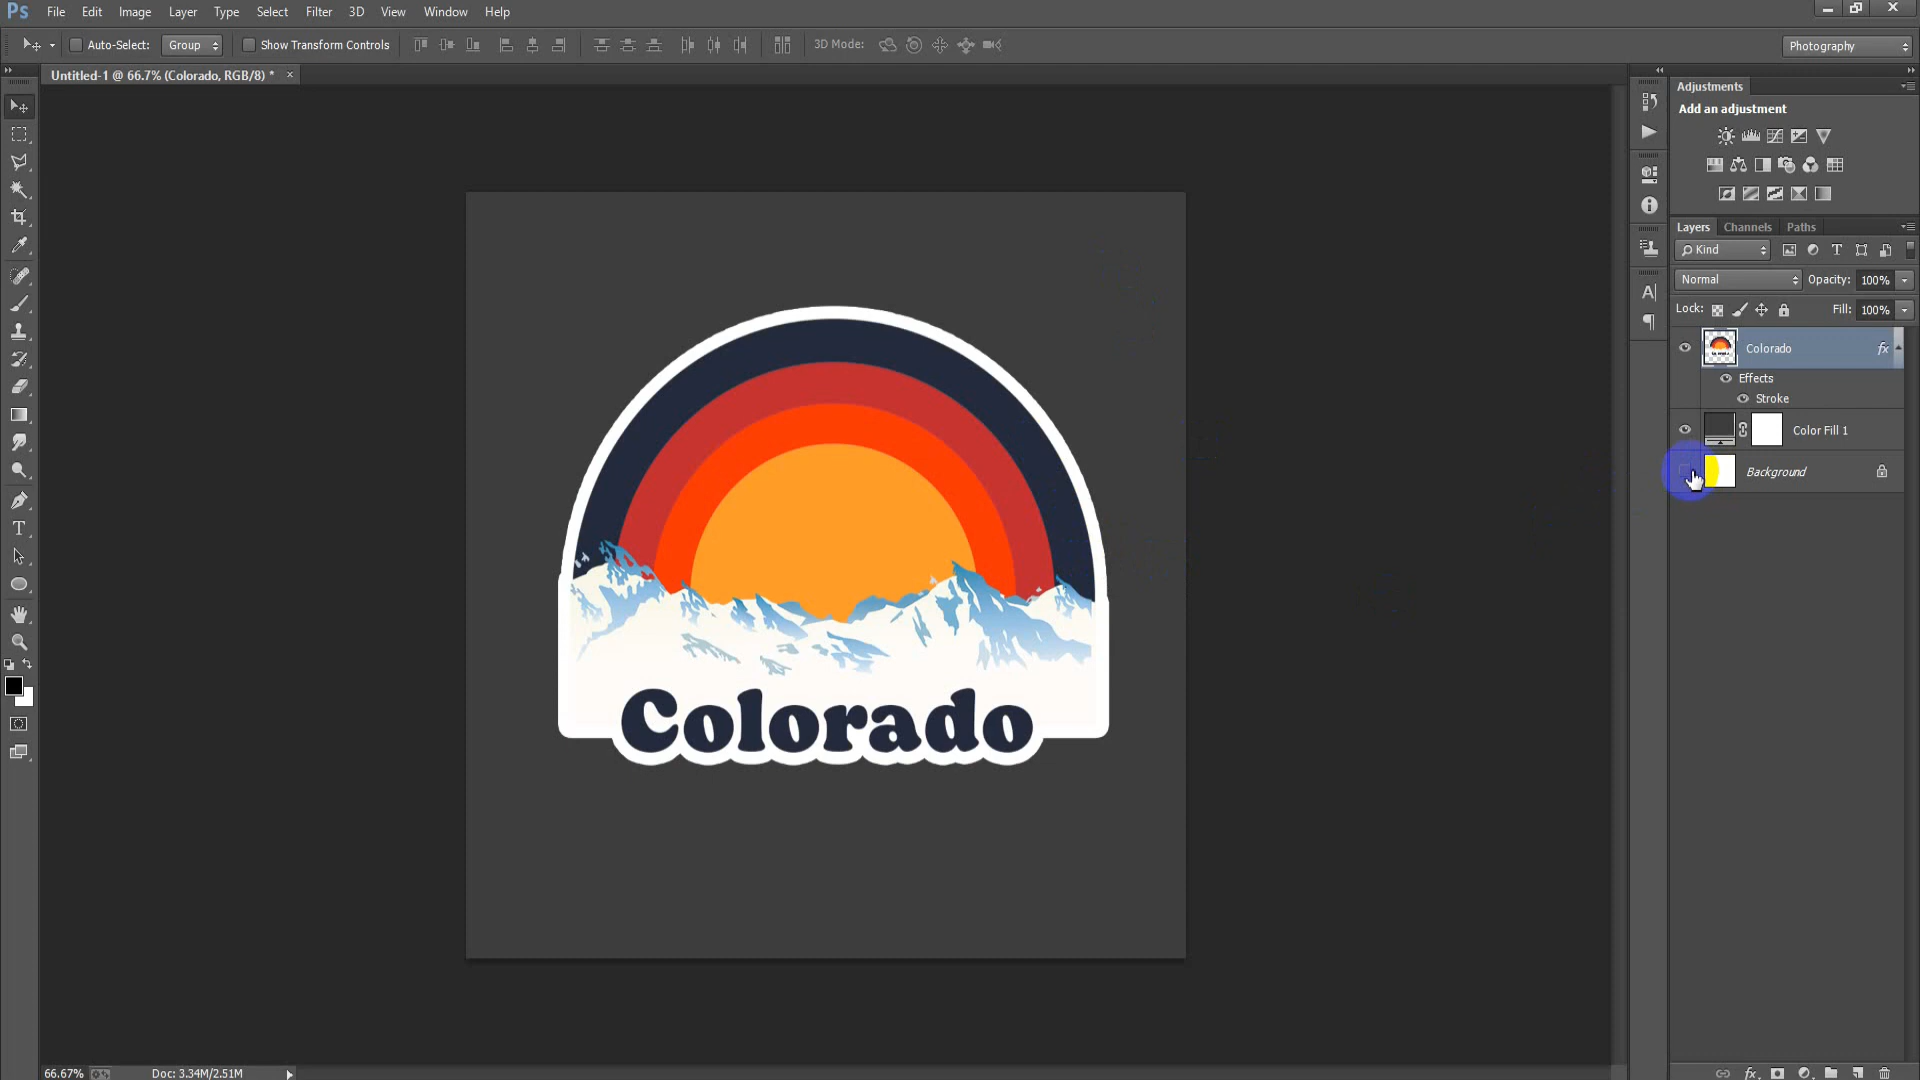 Ps File Edit Image Layer Type Select Filter 3D View Window Help
Auto-Select: Group Show Transform Controls 3D Mode: Photography
Untitled-1 @ 66.7% (Colorado, RGB/8) * ×
Adjustments
Add an adjustment
Layers Channels Paths
Kind
Normal Opacity: 100%
Lock: Fill: 100%
Colorado fx
Effects
Stroke
Color Fill 1
Background
Colorado
66.67% Doc: 3.34M/2.51M